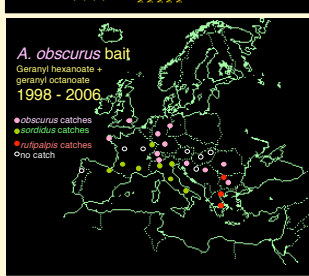 A. obscurus bait
Geranyl hexanoate +
geranyl octanoate
1998 - 2006
obscurus catches
sordidus catches
rufipalpis catches
no catch